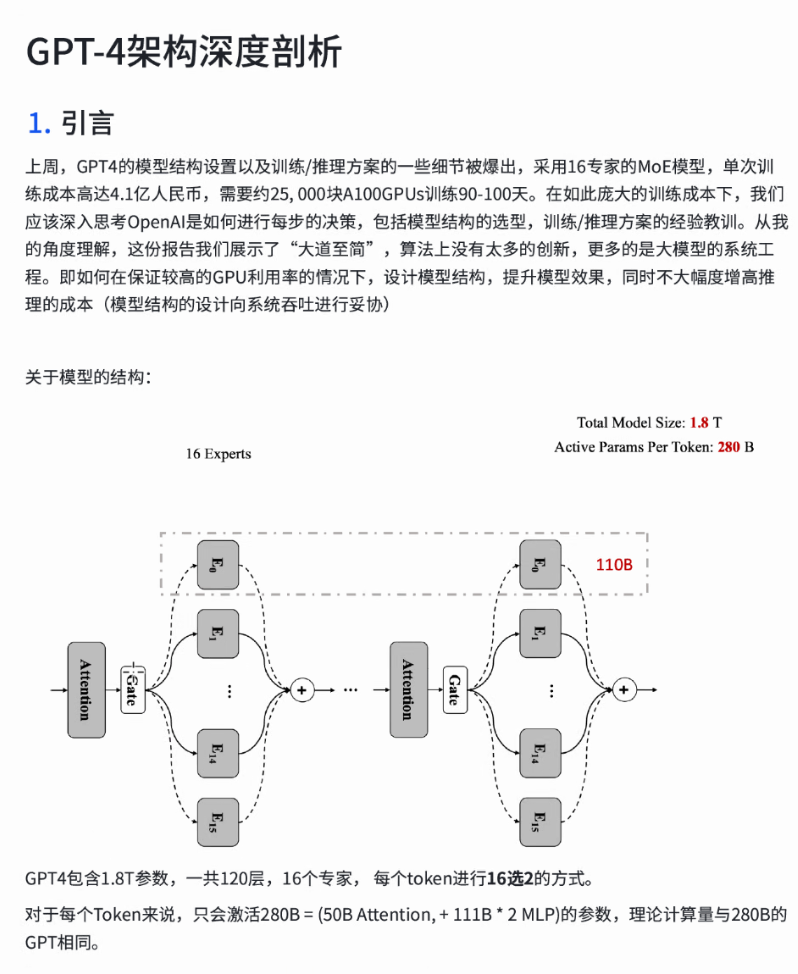 GPT-4架构深度剖析
1. 引言
上周，GPT4的模型结构设置以及训练/推理方案的一些细节被爆出，采用16专家的MoE模型，单次训
练成本高达4.1亿人民币，需要约25, 000块A100GPUs训练90-100天。在如此庞大的训练成本下，我们
应该深入思考OpenAI是如何进行每步的决策，包括模型结构的选型，训练/推理方案的经验教训。从我
的角度理解，这份报告我们展示了“大道至简”，算法上没有太多的创新，更多的是大模型的系统工
程。即如何在保证较高的GPU利用率的情况下，设计模型结构，提升模型效果，同时不大幅度增高推
理的成本（模型结构的设计向系统吞吐进行妥协）
关于模型的结构：
Total Model Size: 1.8 T
Active Params Per Token: 280 B
16 Experts
E0
E0
110B
E1
E1
Attention
Gate
...
+
...
Attention
Gate
...
+
E14
E14
E15
E15
GPT4包含1.8T参数，一共120层，16个专家， 每个token进行16选2的方式。
对于每个Token来说，只会激活280B = (50B Attention, + 111B * 2 MLP)的参数，理论计算量与280B的
GPT相同。